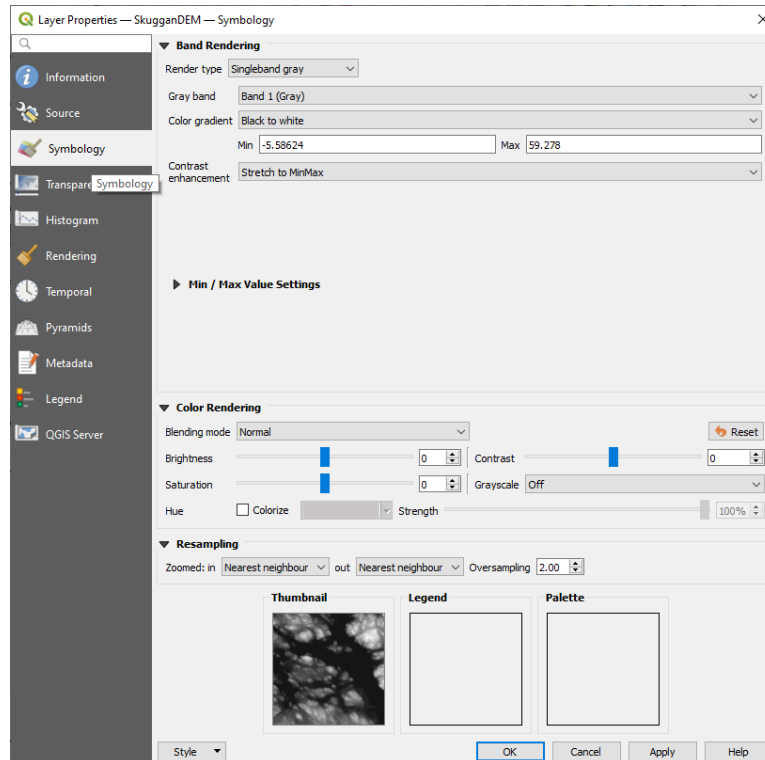 Layer Properties — SkugganDEM — Symbology
Information
Source
Symbology
Transpare
Symbology
Histogram
Rendering
Temporal
Pyramids
Metadata
Legend
QGIS Server
Band Rendering
Render type Singleband gray
Gray band Band 1 (Gray)
Color gradient Black to white
Min -5.58624 Max 59.278
Contrast
enhancement Stretch to MinMax
Min / Max Value Settings
Color Rendering
Blending mode Normal Reset
Brightness 0 Contrast 0
Saturation 0 Grayscale Off
Hue Colorize Strength 100%
Resampling
Zoomed: in Nearest neighbour out Nearest neighbour Oversampling 2.00
Thumbnail Legend Palette
Style OK Cancel Apply Help